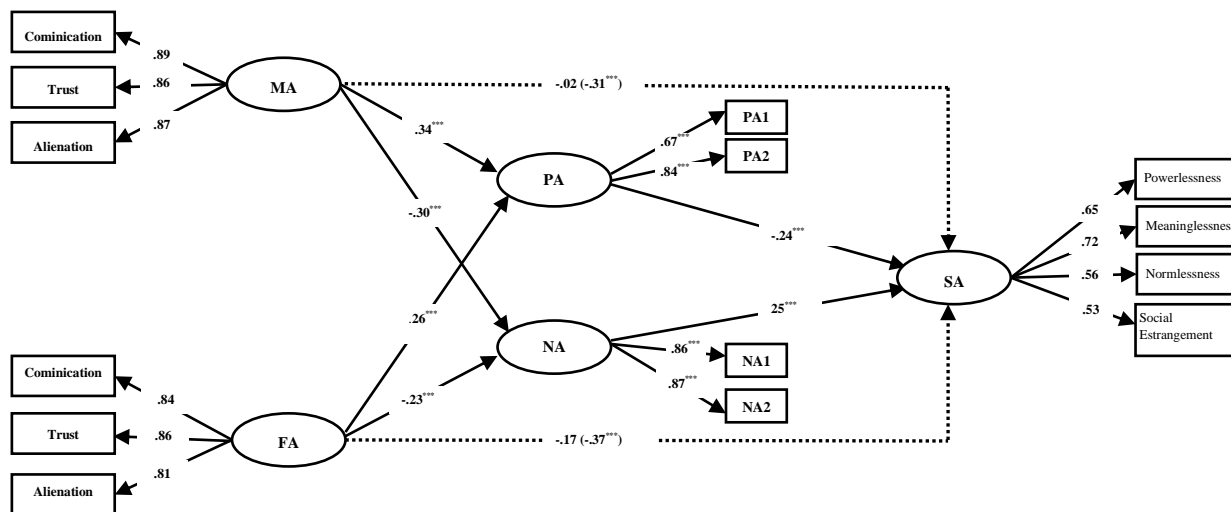 Cominication
.89
Trust
.86
MA
-.02 (-.31***)
Alienation
.87
.34***
PA1
.67***
PA2
.84***
PA
-.30***
Powerlessness
.65
Meaninglessnes
.72
-.24***
Normlessness
.56
SA
.53
Social
Estrangement
.26***
25***
NA
.86***
NA1
.87***
NA2
-.23***
Cominication
.84
Trust
.86
FA
-.17 (-.37***)
Alienation
.81